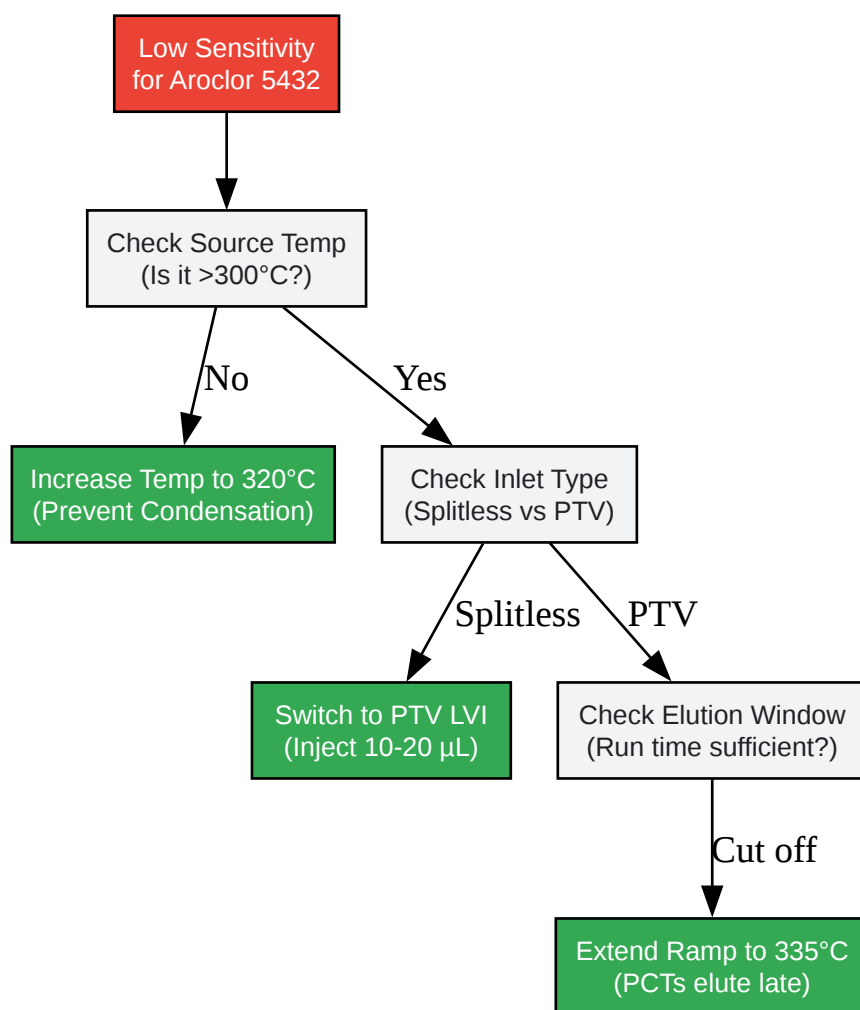 Low Sensitivity
for Aroclor 5432
Check Source Temp
(Is it >300°C?)
No
Yes
Increase Temp to 320°C
(Prevent Condensation)
Check Inlet Type
(Splitless vs PTV)
Splitless
PTV
Switch to PTV LVI
(Inject 10-20 µL)
Check Elution Window
(Run time sufficient?)
Cut off
Extend Ramp to 335°C
(PCTs elute late)